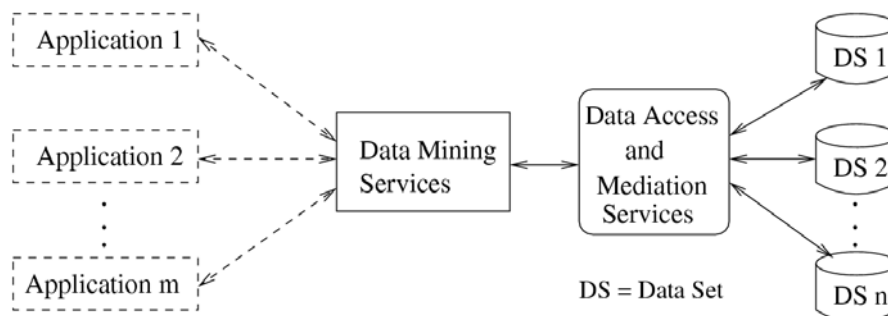 Application 1
Application 2
Application m
Data Mining
Services
Data Access
and
Mediation
Services
DS 1
DS 2
DS n
DS = Data Set